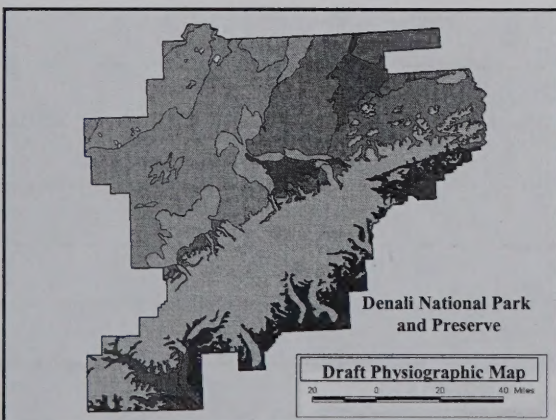 Denali National Park
and Preserve
Draft Physiographic Map
20 0 20 40 Miles